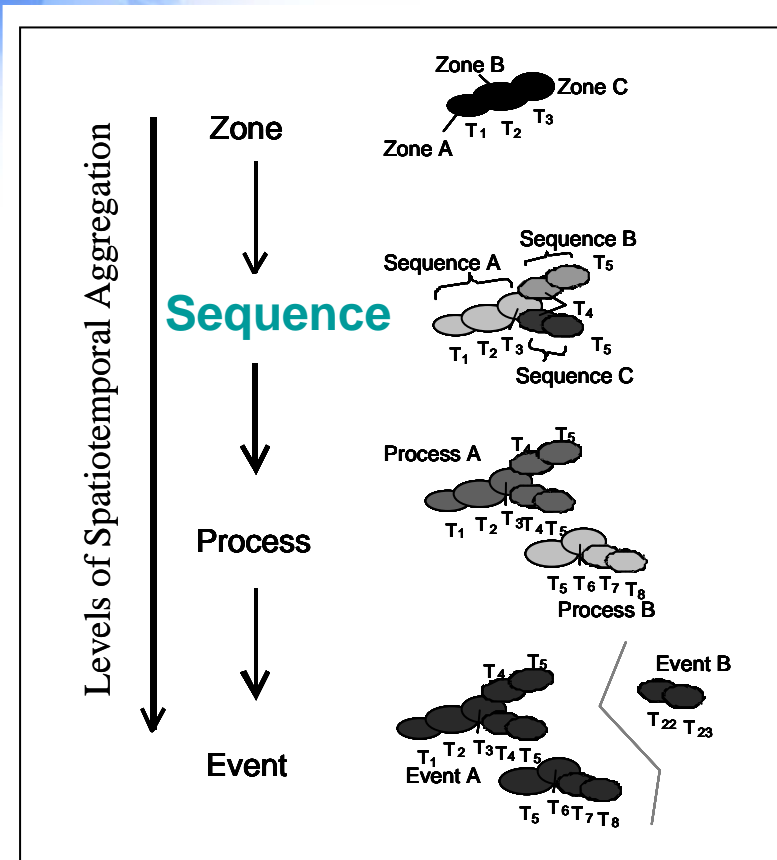 Levels of Spatiotemporal Aggregation
Zone
Zone B
Zone C
Zone A
T1 T2 T3
Sequence
Sequence A
Sequence B
T5
T4
T1 T2 T3
T5
Sequence C
Process
Process A
T4 T5
T1 T2 T3 T4 T5
T5 T6 T7 T8
Process B
Event
T4 T5
T1 T2 T3 T4 T5
Event A
T5 T6 T7 T8
Event B
T22 T23